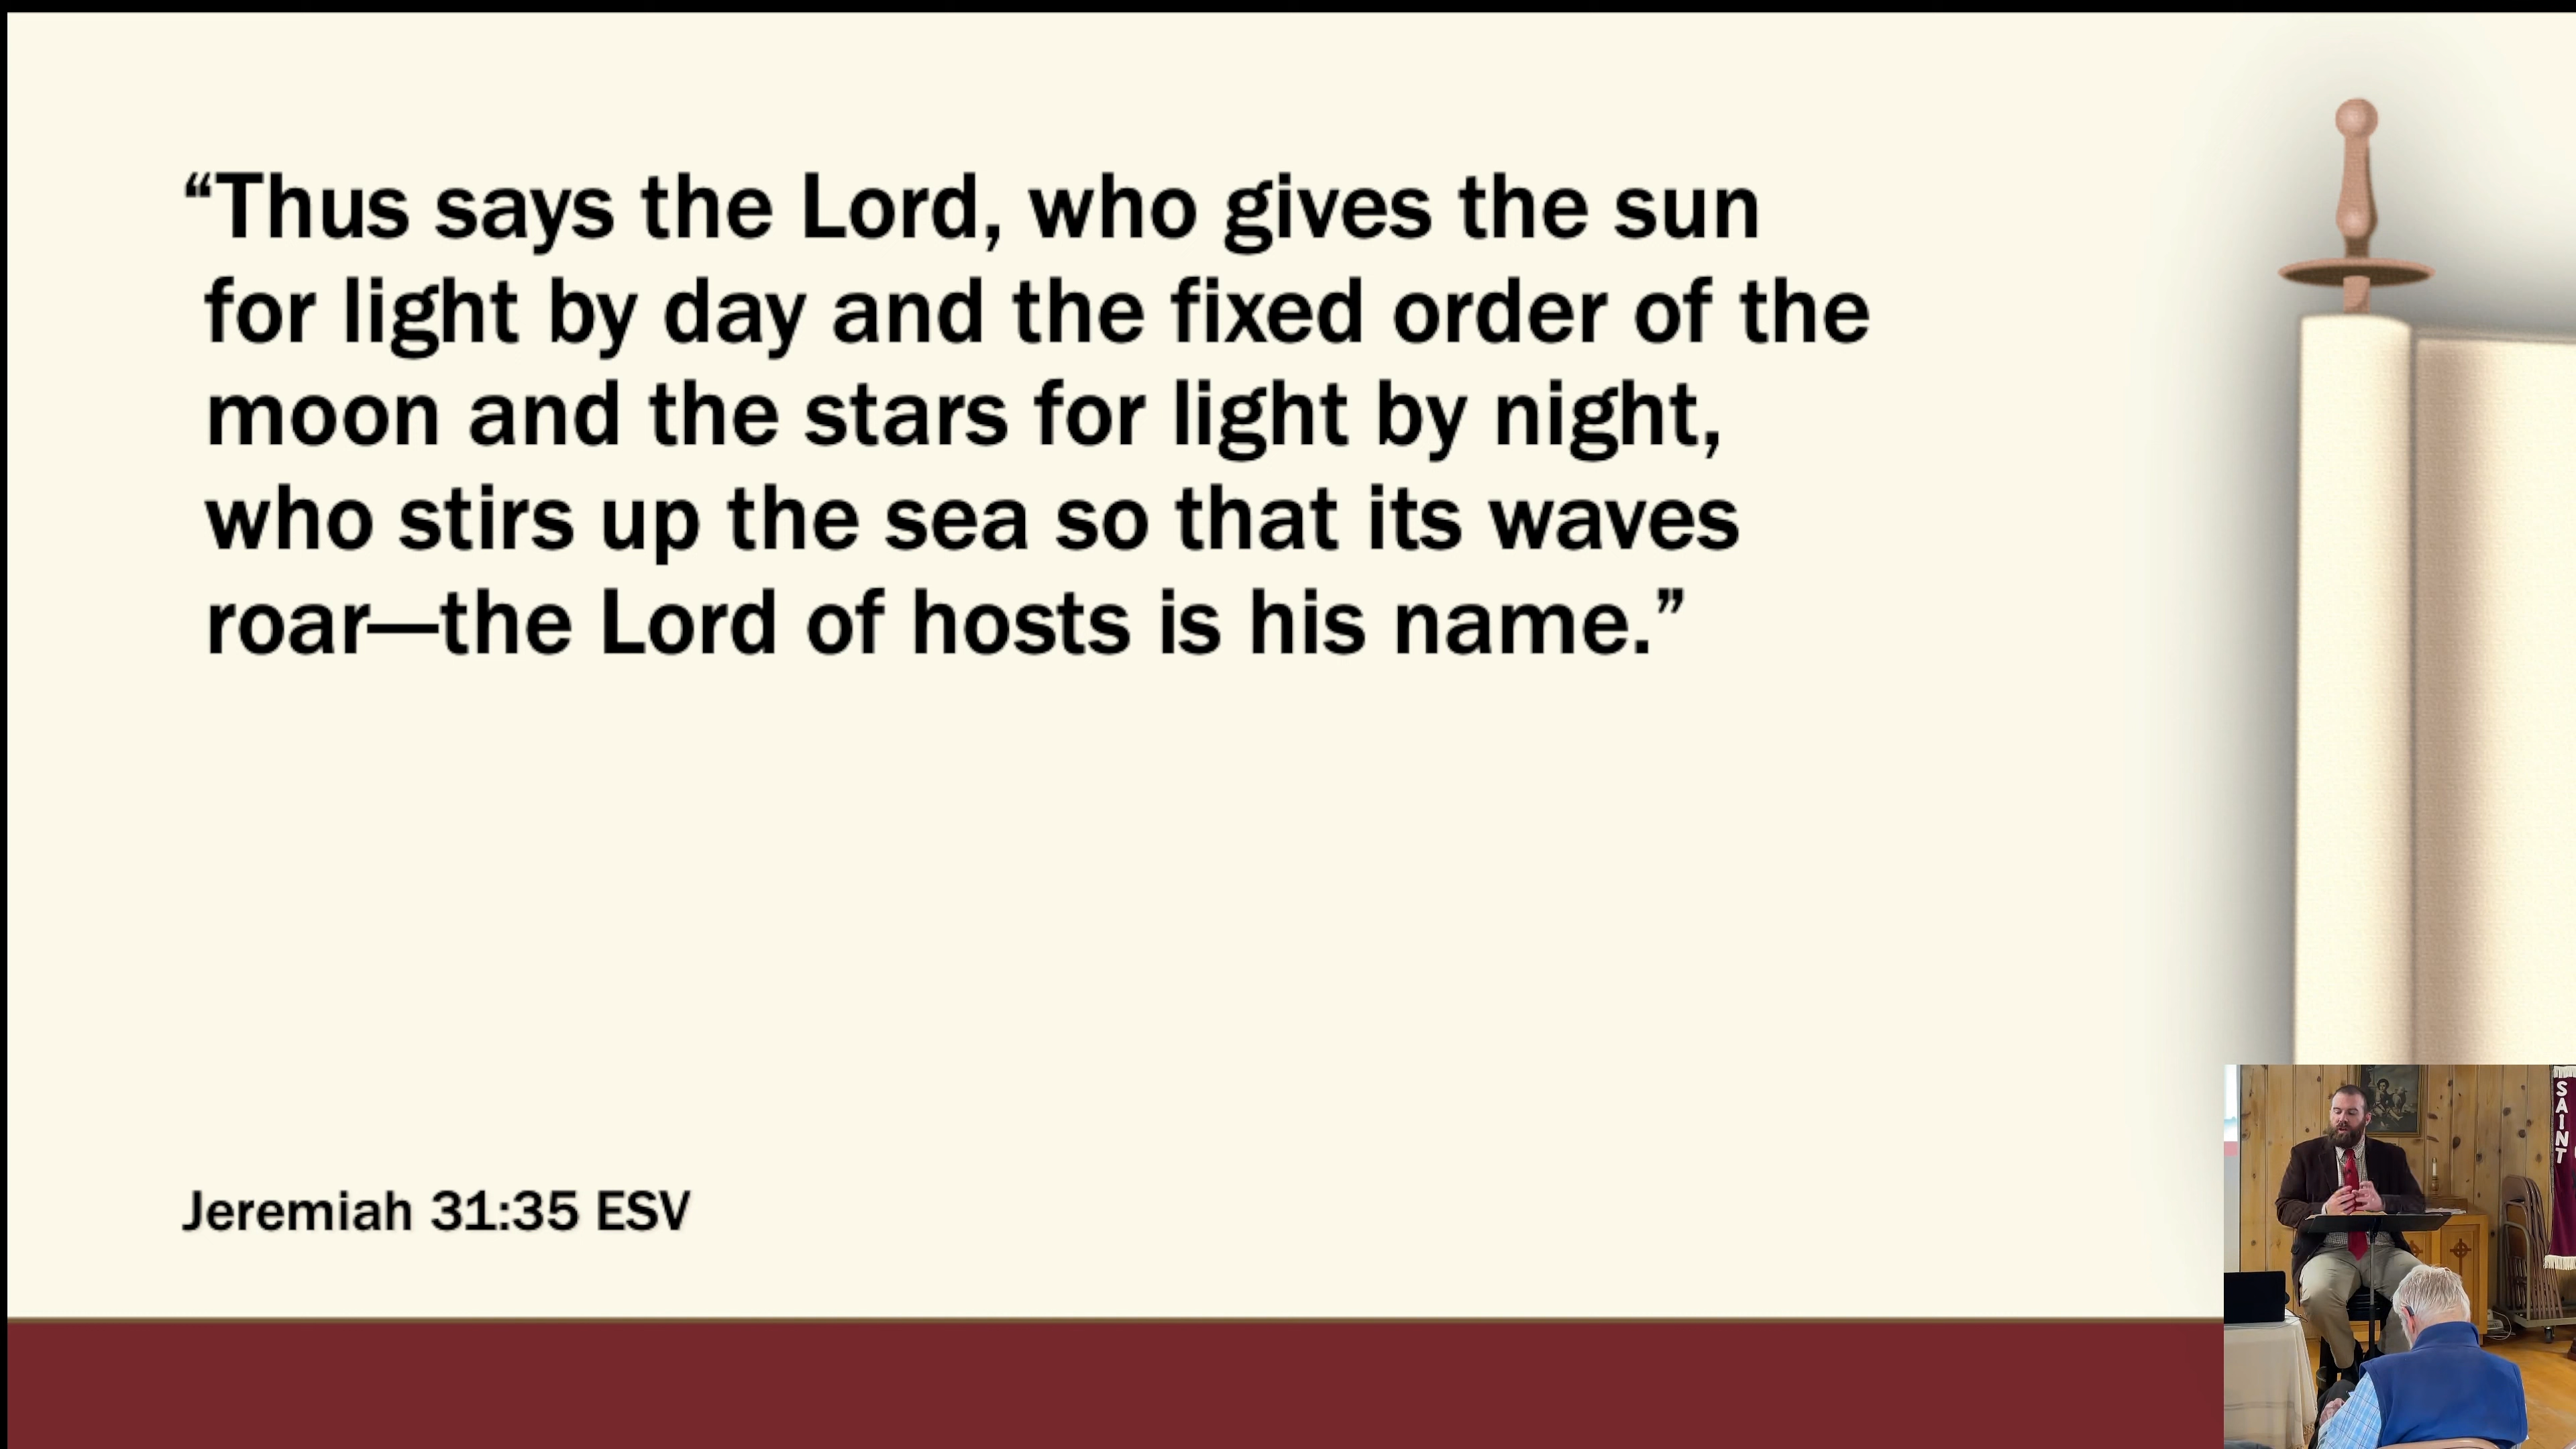 “Thus says the Lord, who gives the sun
for light by day and the fixed order of the
moon and the stars for light by night,
who stirs up the sea so that its waves
roar—the Lord of hosts is his name.”
Jeremiah 31:35 ESV
SAINT